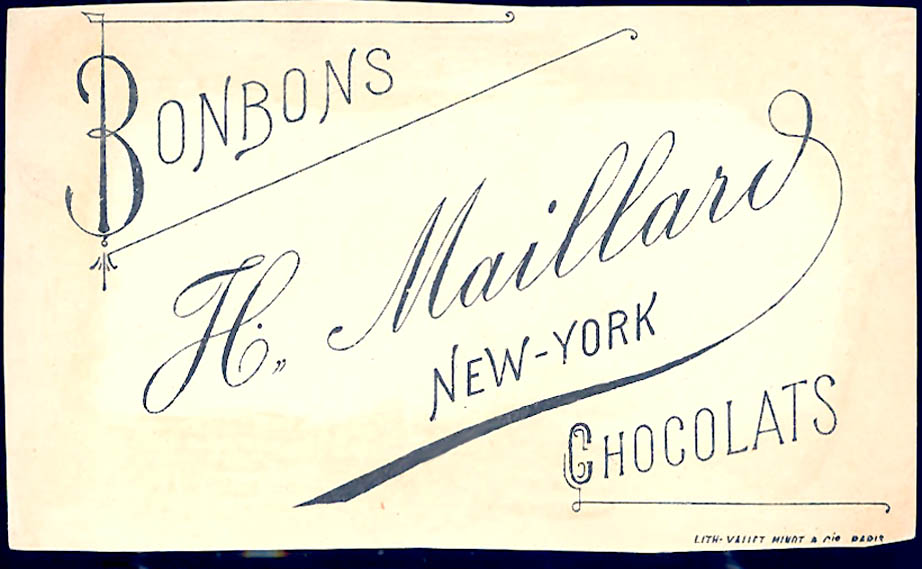 BONBONS
H. Maillard
NEW-YORK
CHOCOLATS
LITH. VALLET MINOT & Cie PARIS